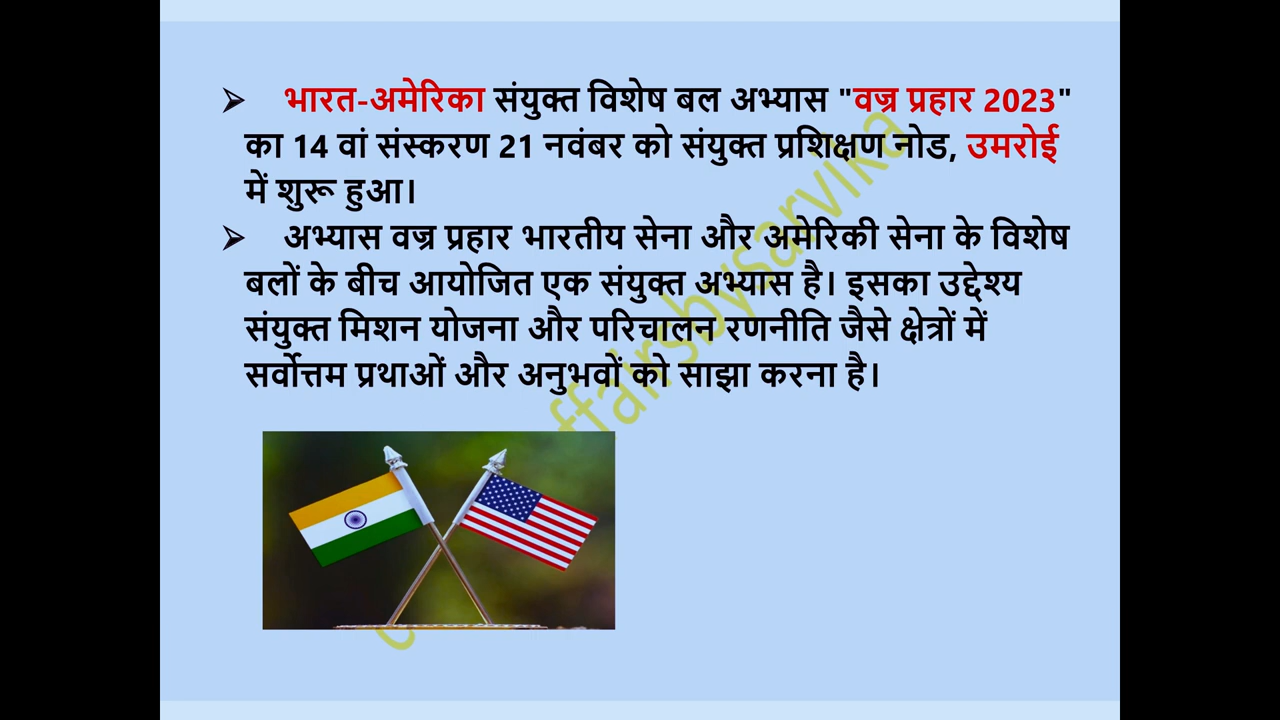 ➢ भारत-अमेरिका संयुक्त विशेष बल अभ्यास "वज्र प्रहार 2023"
का 14 वां संस्करण 21 नवंबर को संयुक्त प्रशिक्षण नोड, उमरोई
में शुरू हुआ।
➢ अभ्यास वज्र प्रहार भारतीय सेना और अमेरिकी सेना के विशेष
बलों के बीच आयोजित एक संयुक्त अभ्यास है। इसका उद्देश्य
संयुक्त मिशन योजना और परिचालन रणनीति जैसे क्षेत्रों में
सर्वोत्तम प्रथाओं और अनुभवों को साझा करना है।